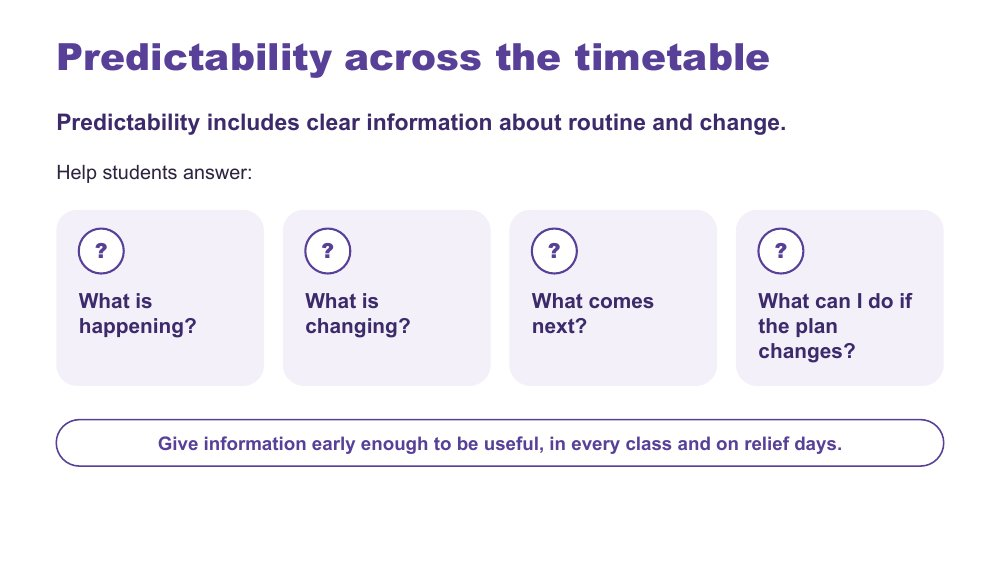 Predictability across the timetable
Predictability includes clear information about routine and change.
Help students answer:
?
What is
happening?
?
What is
changing?
?
What comes
next?
?
What can I do if
the plan
changes?
Give information early enough to be useful, in every class and on relief days.